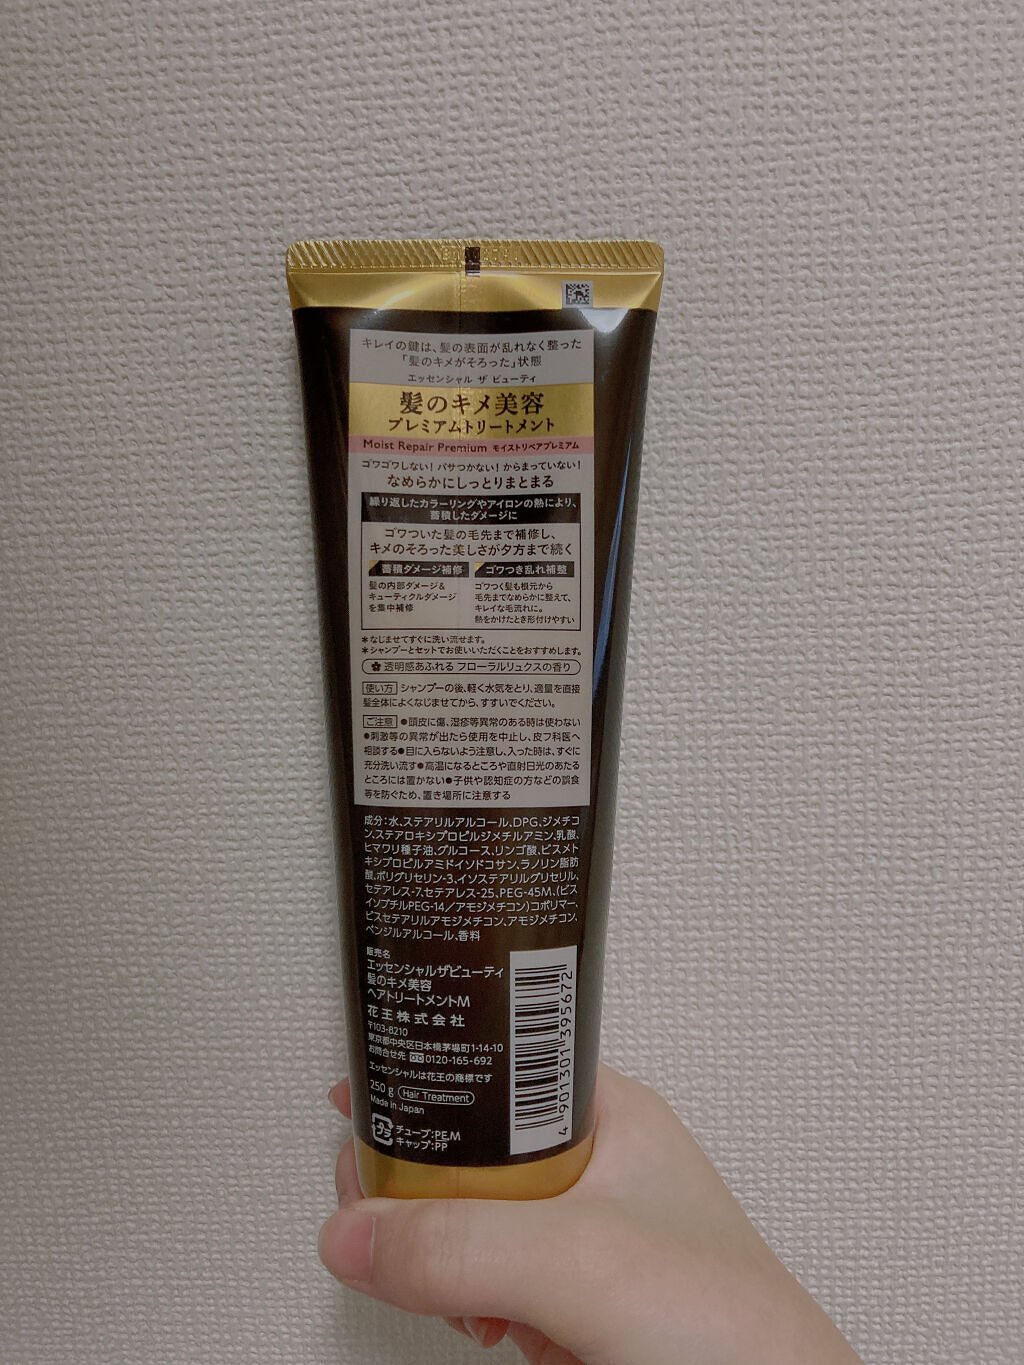 キレイの鍵は、髪の表面が乱れなく整った
「髪のキメがそろった」状態
エッセンシャル ザ ビューティ
髪のキメ美容
プレミアムトリートメント
Moist Repair Premium モイストリペアプレミアム
ゴワゴワしない！パサつかない！からまっていない！
なめらかにしっとりまとまる
繰り返したカラーリングやアイロンの熱により、
蓄積したダメージに
ゴワついた髪の毛先まで補修し、
キメのそろった美しさが夕方まで続く
蓄積ダメージ補修
髪の内部ダメージ&
キューティクルダメージ
を集中補修
ゴワつき乱れ補整
ゴワつく髪も根元から
毛先までなめらかに整えて、
キレイな毛流れに。
熱をかけたとき形付けやすい
＊なじませてすぐに洗い流せます。
＊シャンプーとセットでお使いいただくことをおすすめします。
透明感あふれる フローラルリュクスの香り
使い方 シャンプーの後、軽く水気をとり、適量を直接
髪全体によくなじませてから、すすいでください。
ご注意 ●頭皮に傷、湿疹等異常のある時は使わない
●刺激等の異常が出たら使用を中止し、皮フ科医へ
相談する●目に入らないよう注意し、入った時は、すぐに
充分洗い流す●高温になるところや直射日光のあたる
ところには置かない●子供や認知症の方などの誤食
等を防ぐため、置き場所に注意する
成分：水、ステアリルアルコール、DPG、ジメチコ
ン、ステアロキシプロピルジメチルアミン、乳酸、
ヒマワリ種子油、グルコース、リンゴ酸、ビスメト
キシプロピルアミドイソドコサン、ラノリン脂肪
酸、ポリグリセリン-3、イソステアリルグリセリル、
セテアレス-7、セテアレス-25、PEG-45M、(ビス
イソブチルPEG-14／アモジメチコン)コポリマー、
ビスセテアリルアモジメチコン、アモジメチコン、
ベンジルアルコール、香料
販売名
エッセンシャルザビューティ
髪のキメ美容
ヘアトリートメントM
花王株式会社
〒103-8210
東京都中央区日本橋茅場町1-14-10
お問合せ先 0120-165-692
エッセンシャルは花王の商標です
250 g Hair Treatment
Made in Japan
プラ チューブ:PE,M
キャップ:PP
4 901301 395672